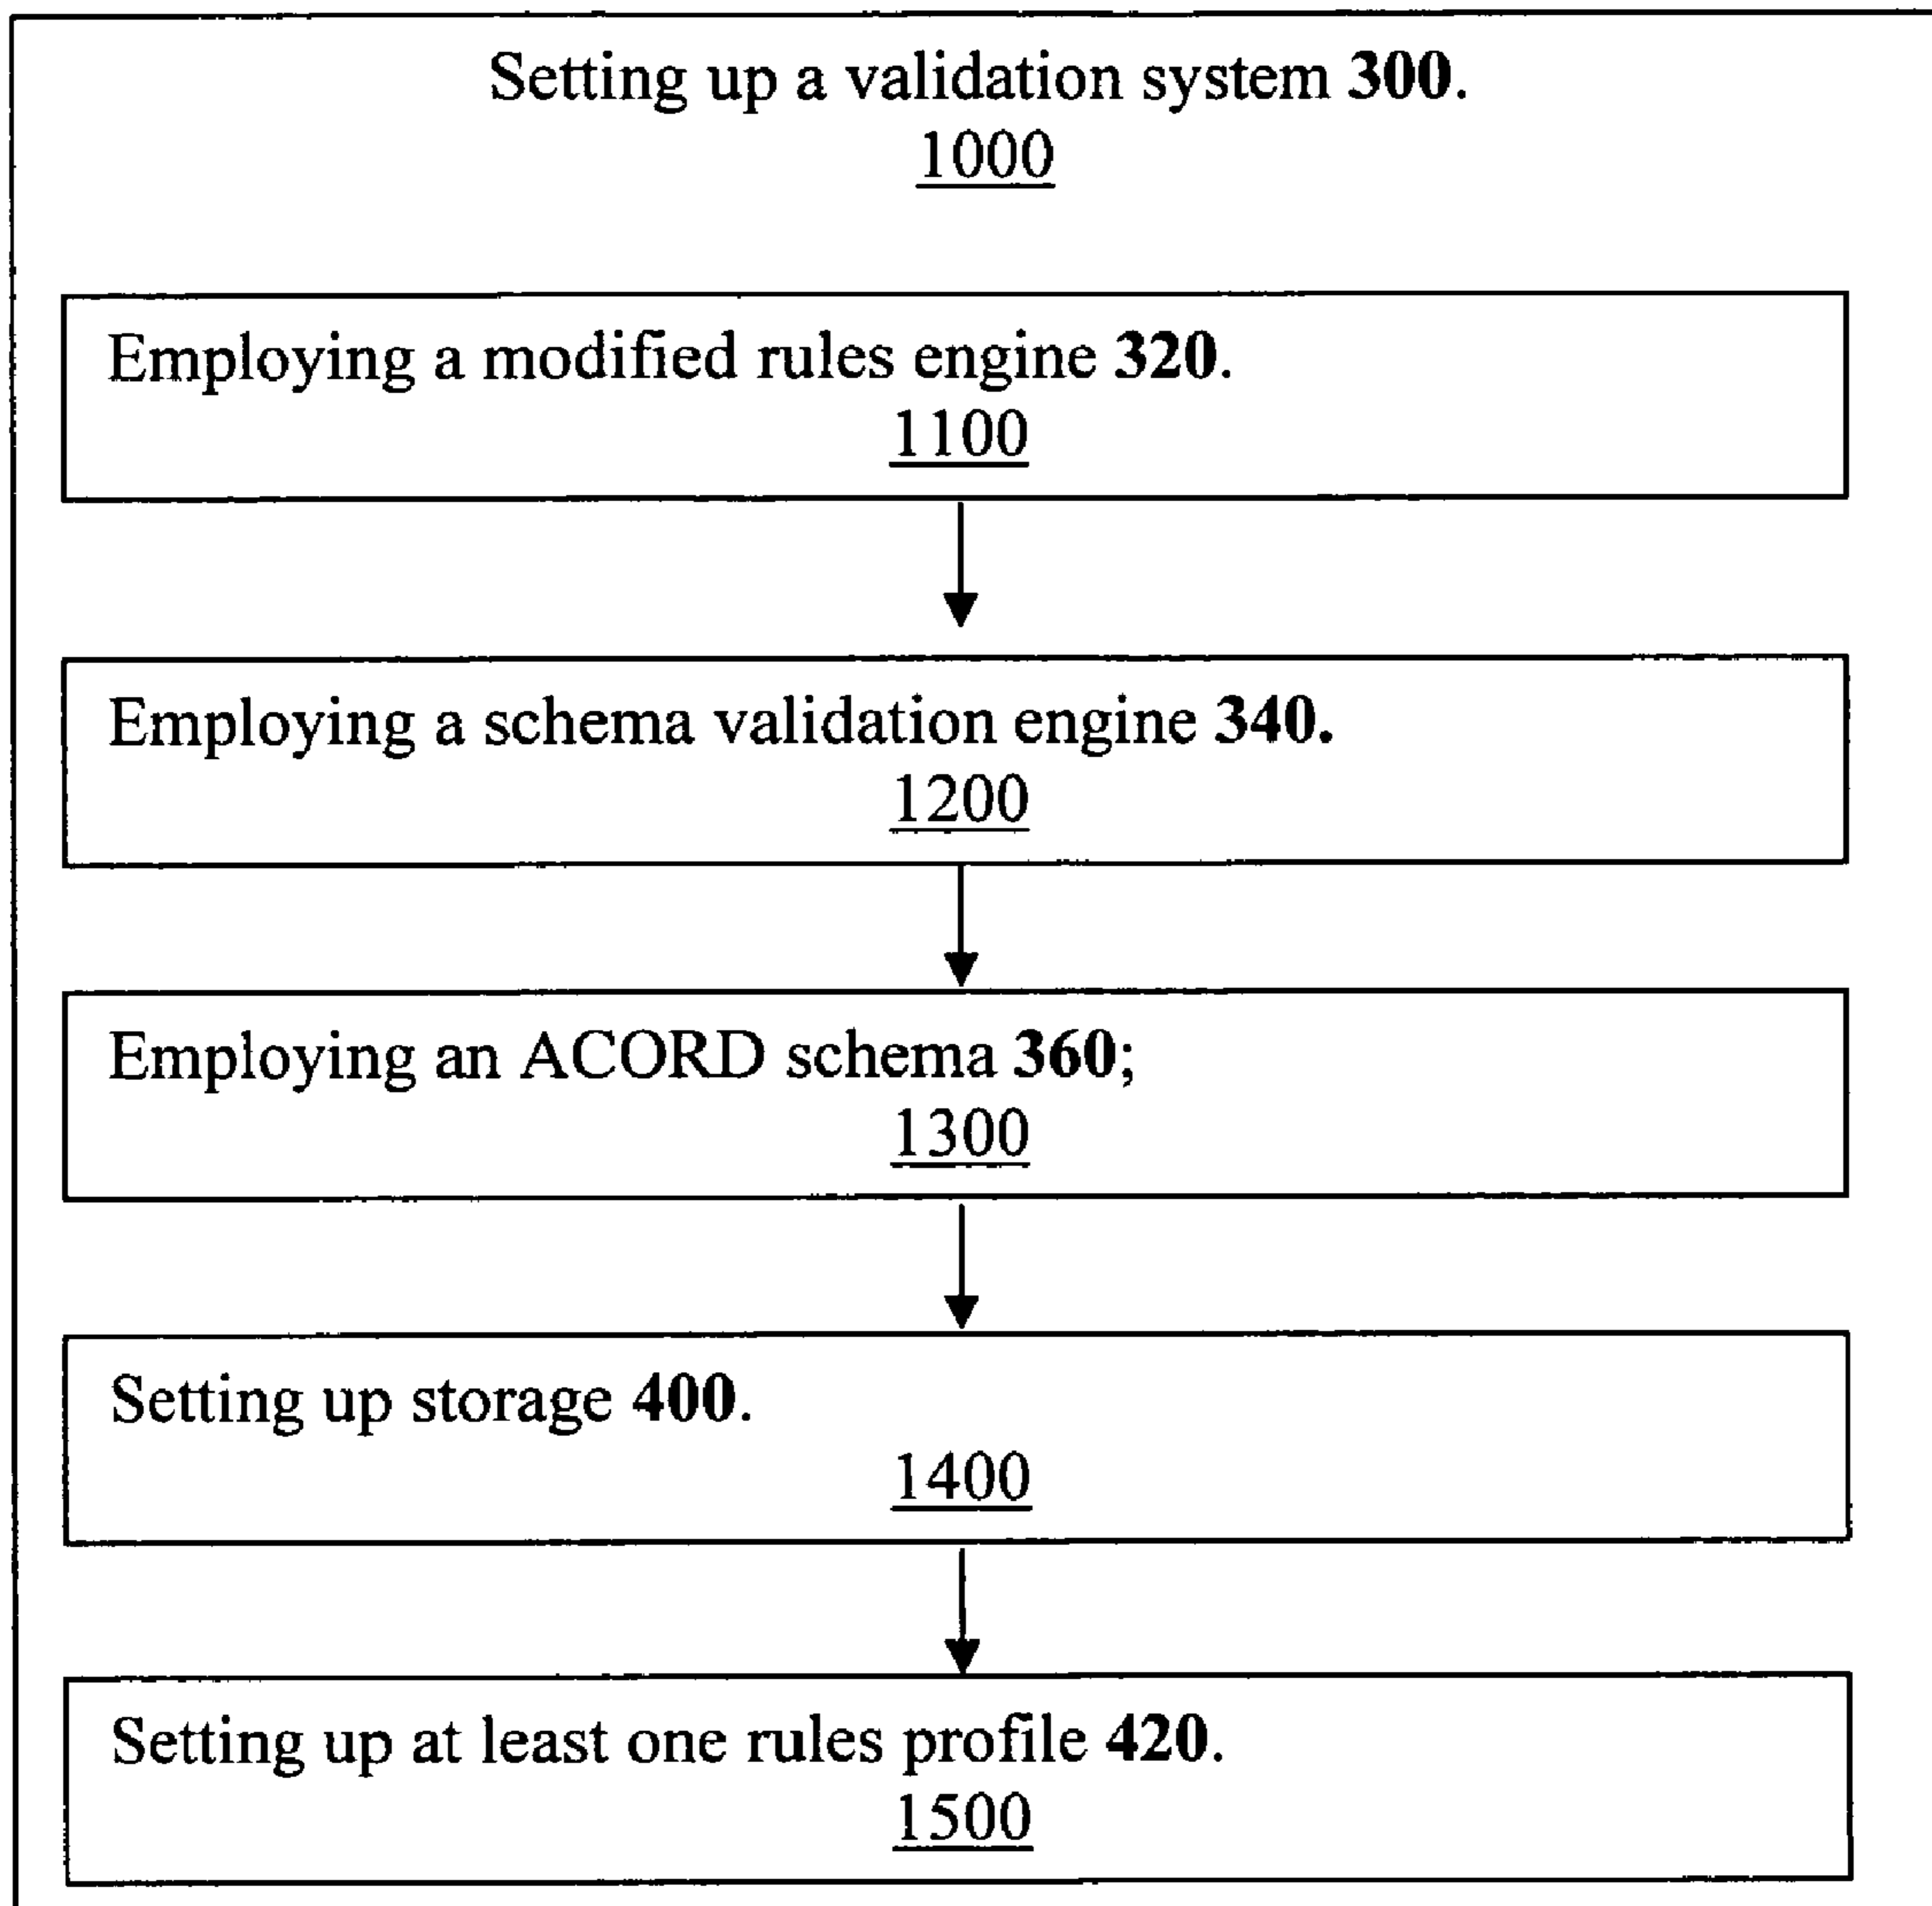 Setting up a validation system 300.
1000
Employing a modified rules engine 320.
1100
Employing a schema validation engine 340.
1200
Employing an ACORD schema 360;
1300
Setting up storage 400.
1400
Setting up at least one rules profile 420.
1500